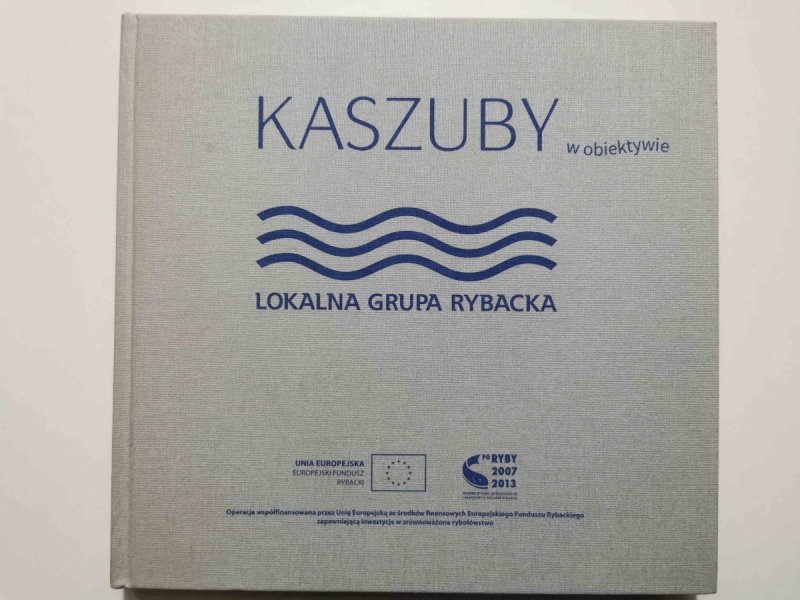 KASZUBY
w obiektywie
LOKALNA GRUPA RYBACKA
UNIA EUROPEJSKA
EUROPEJSKI FUNDUSZ
RYBACKI
PO RYBY
2007
2013
Operacja współfinansowana przez Unię Europejską ze środków finansowych Europejskiego Funduszu Rybackiego
zapewniającą inwestycje w zrównoważone rybołówstwo